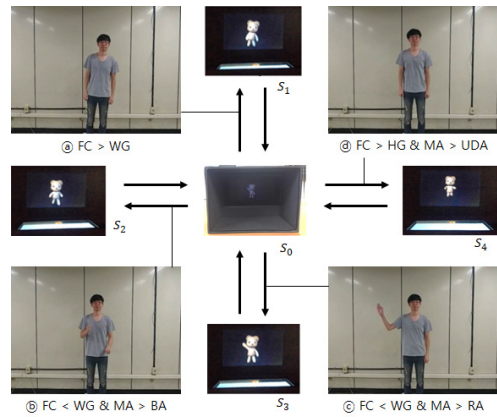 S1
ⓐ FC > WG
ⓓ FC > HG & MA > UDA
S2
S0
S4
S3
ⓑ FC < WG & MA > BA
ⓒ FC < WG & MA > RA